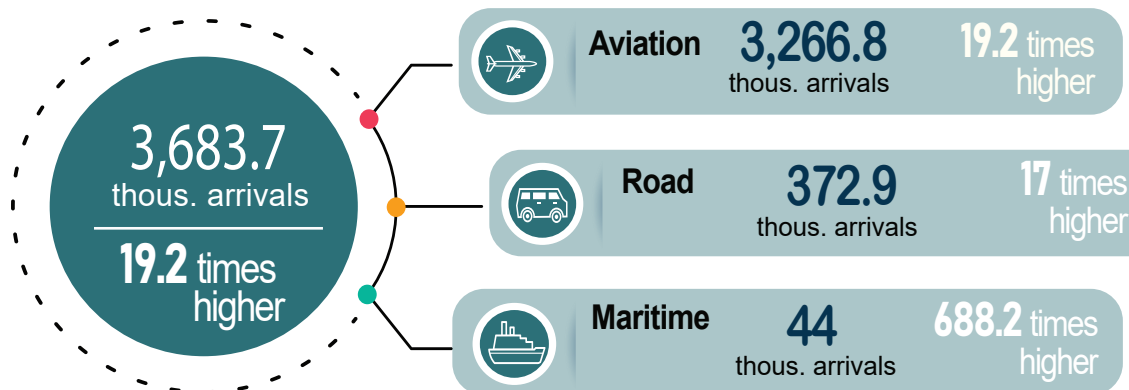 3,683.7
thous. arrivals
19.2 times
higher
Aviation
3,266.8
thous. arrivals
19.2 times
higher
Road
372.9
thous. arrivals
17 times
higher
Maritime
44
thous. arrivals
688.2 times
higher